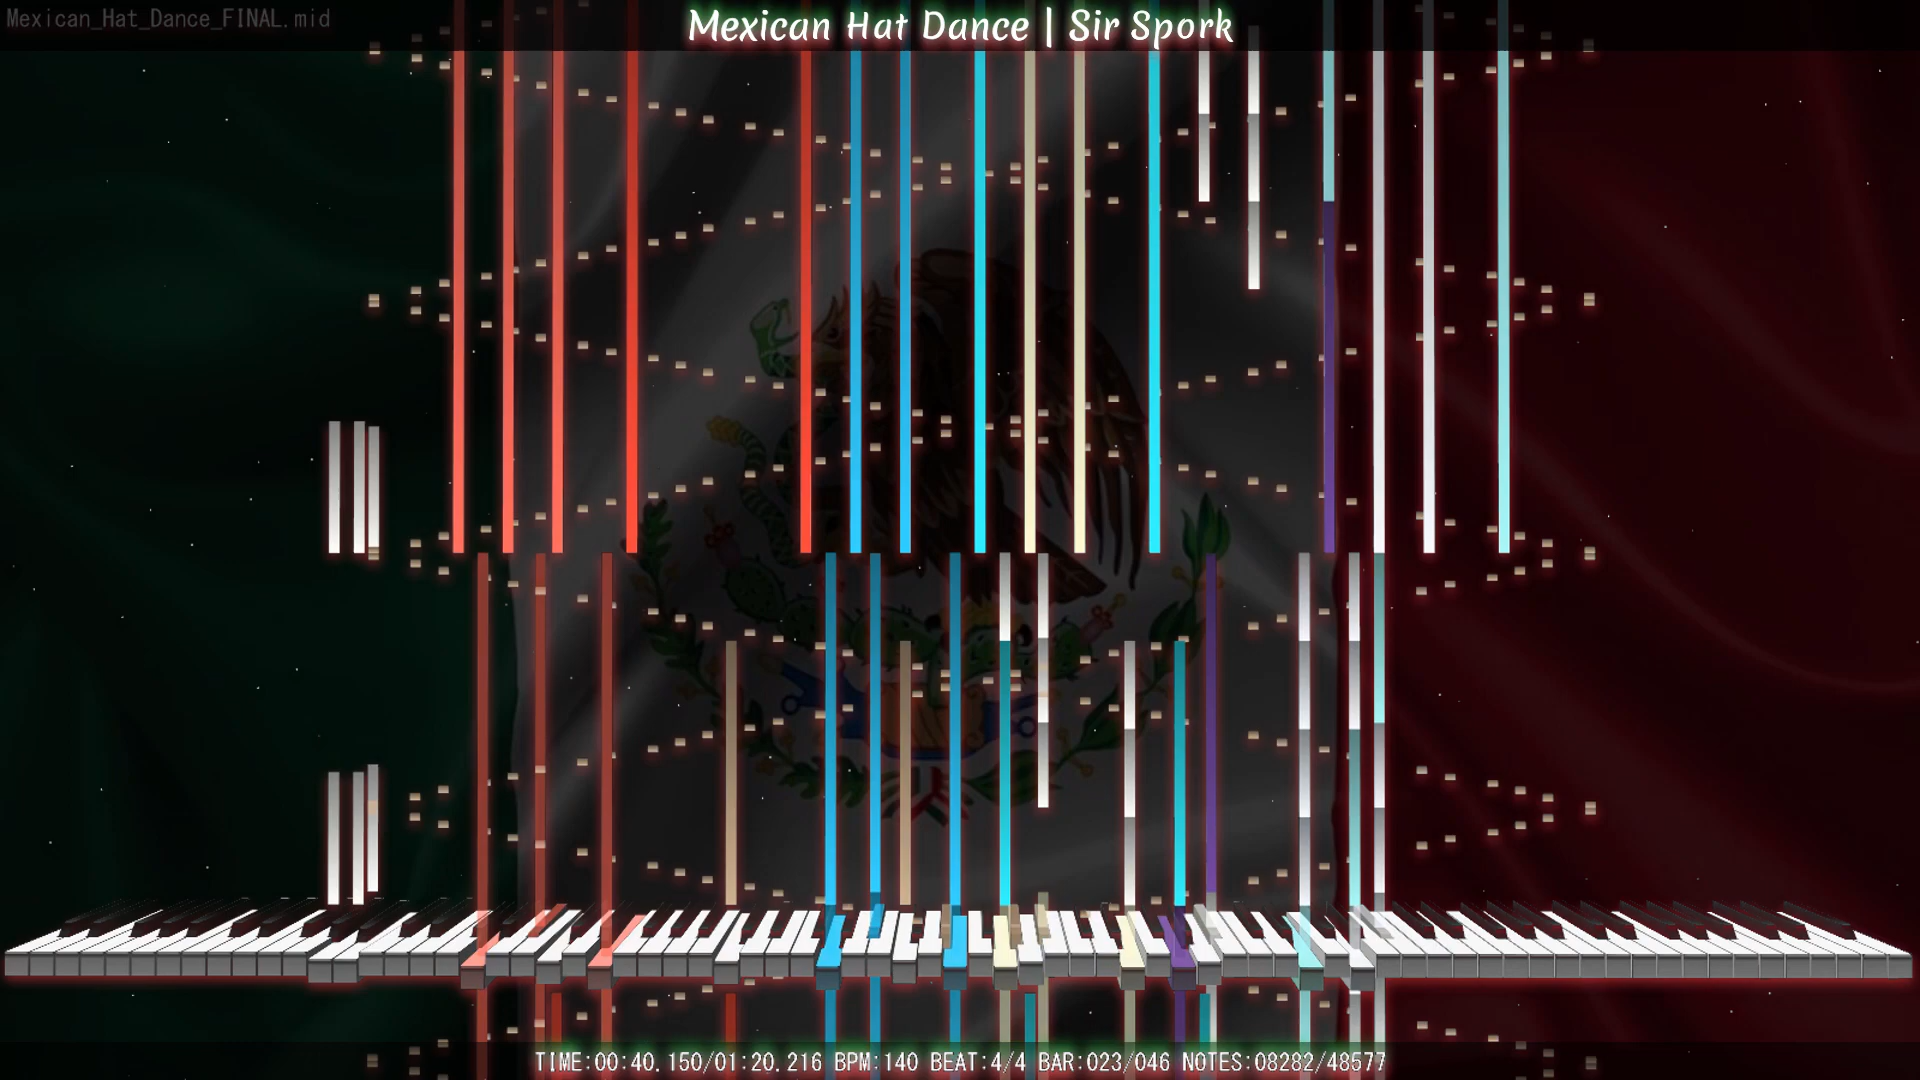 Mexican_Hat_Dance_FINAL.mid
Mexican Hat Dance | Sir Spork
TIME:00:40.150/01:20.216 BPM:140 BEAT:4/4 BAR:023/046 NOTES:08282/48577